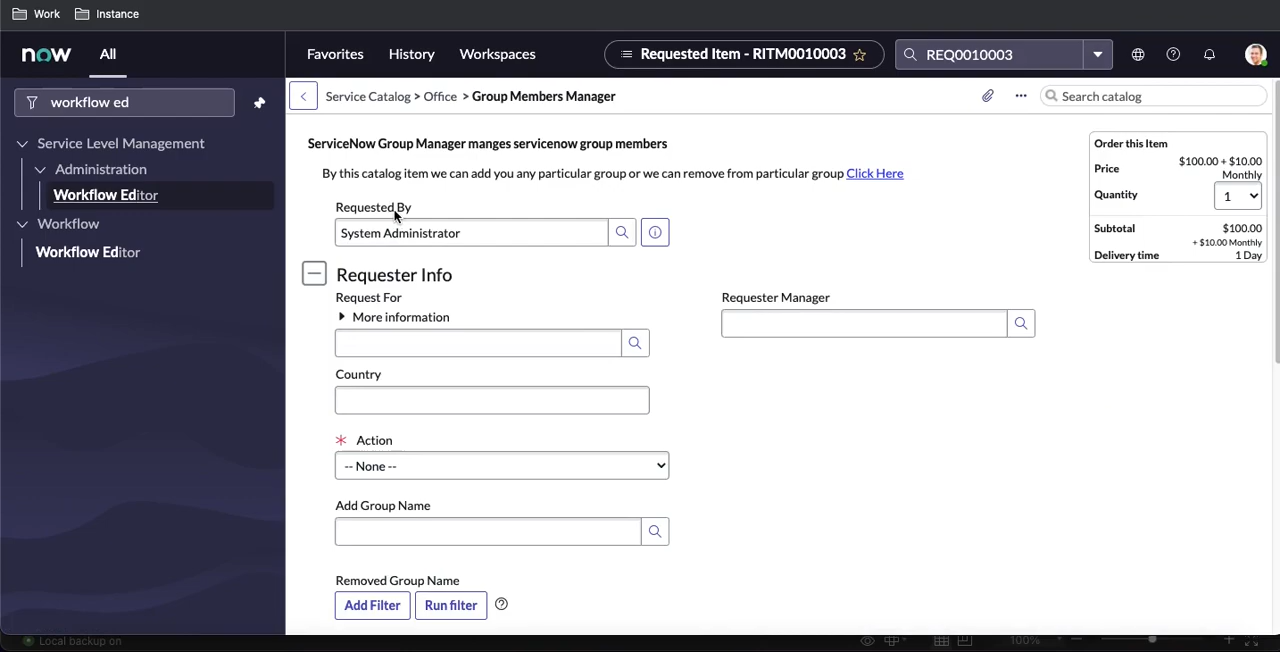 Work Instance
now All Favorites History Workspaces Requested Item - RITM0010003 REQ0010003
workflow ed
Service Catalog > Office > Group Members Manager
Search catalog
Service Level Management
Administration
Workflow Editor
Workflow
Workflow Editor
ServiceNow Group Manager manges servicenow group members
By this catalog item we can add you any particular group or we can remove from particular group Click Here
Requested By
System Administrator
Requester Info
Request For
More information
Requester Manager
Country
* Action
-- None --
Add Group Name
Removed Group Name
Add Filter Run filter
Order this Item
Price $100.00 + $10.00
Monthly
Quantity 1
Subtotal $100.00
+ $10.00 Monthly
Delivery time 1 Day
Local backup on 100%